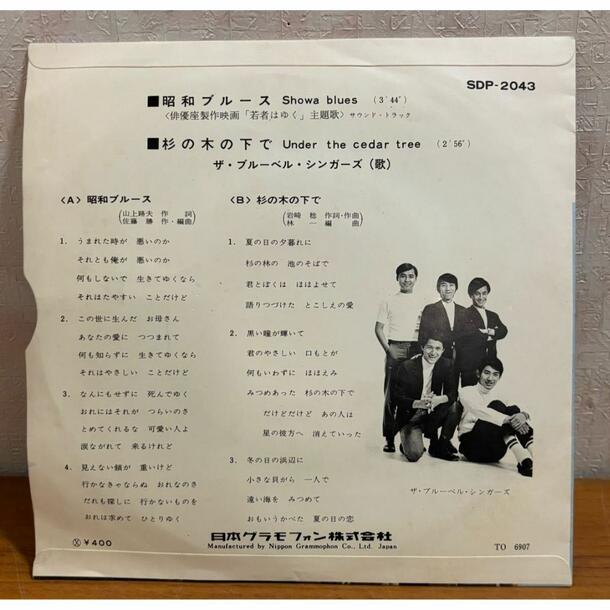 SDP-2043
■昭和ブルース Showa blues (3'44")
〈俳優座製作映画「若者はゆく」主題歌〉サウンド・トラック
■杉の木の下で Under the cedar tree (2'56")
ザ・ブルーベル・シンガーズ（歌）
〈A〉昭和ブルース
(山上路夫 作詞
佐藤勝 作・編曲)
1. うまれた時が 悪いのか
それとも俺が 悪いのか
何もしないで 生きてゆくなら
それはたやすい ことだけど
2. この世に生んだ お母さん
あなたの愛に つつまれて
何も知らずに 生きてゆくなら
それはやさしい ことだけど
3. なんにもせずに 死んでゆく
おれにはそれが つらいのさ
とめてくれるな 可愛い人よ
涙ながれて 来るけれど
4. 見えない鎖が 重いけど
行かなきゃならぬ おれなのさ
だれも探しに 行かないものを
おれは求めて ひとりゆく
〈B〉杉の木の下で
(岩崎稔 作詞・作曲
林一 編曲)
1. 夏の日の夕暮れに
杉の林の 池のそばで
君とぼくは ほほよせて
語りつづけた とこしえの愛
2. 黒い瞳が輝いて
君のやさしい 口もとが
何もいわずに ほほえみ
みつめあった 杉の木の下で
だけどだけど あの人は
星の彼方へ 消えていった
3. 冬の日の浜辺に
小さな貝がら 一人で
遠い海を みつめて
おもいうかべた 夏の日の恋
ザ・ブルーベル・シンガーズ
Ⓧ ¥400
日本グラモフォン株式会社
Manufactured by Nippon Grammophon Co., Ltd. Japan
TO 6907